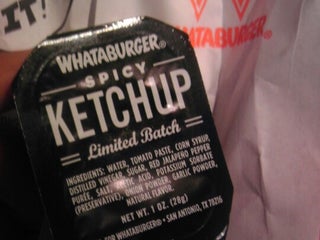 IT!
WHATABURGER®
SPICY
KETCHUP
Limited Batch
INGREDIENTS: WATER, TOMATO PASTE, CORN SYRUP,
DISTILLED VINEGAR, SUGAR, RED JALAPEÑO PEPPER
PUREE, SALT, ACID, POTASSIUM SORBATE
(PRESERVATIVE), ONION POWDER, GARLIC POWDER,
NATURAL FLAVOR.
NET WT. 1 OZ. (28g)
FOR WHATABURGER® • SAN ANTONIO, TX 78216
WHATABURGER®